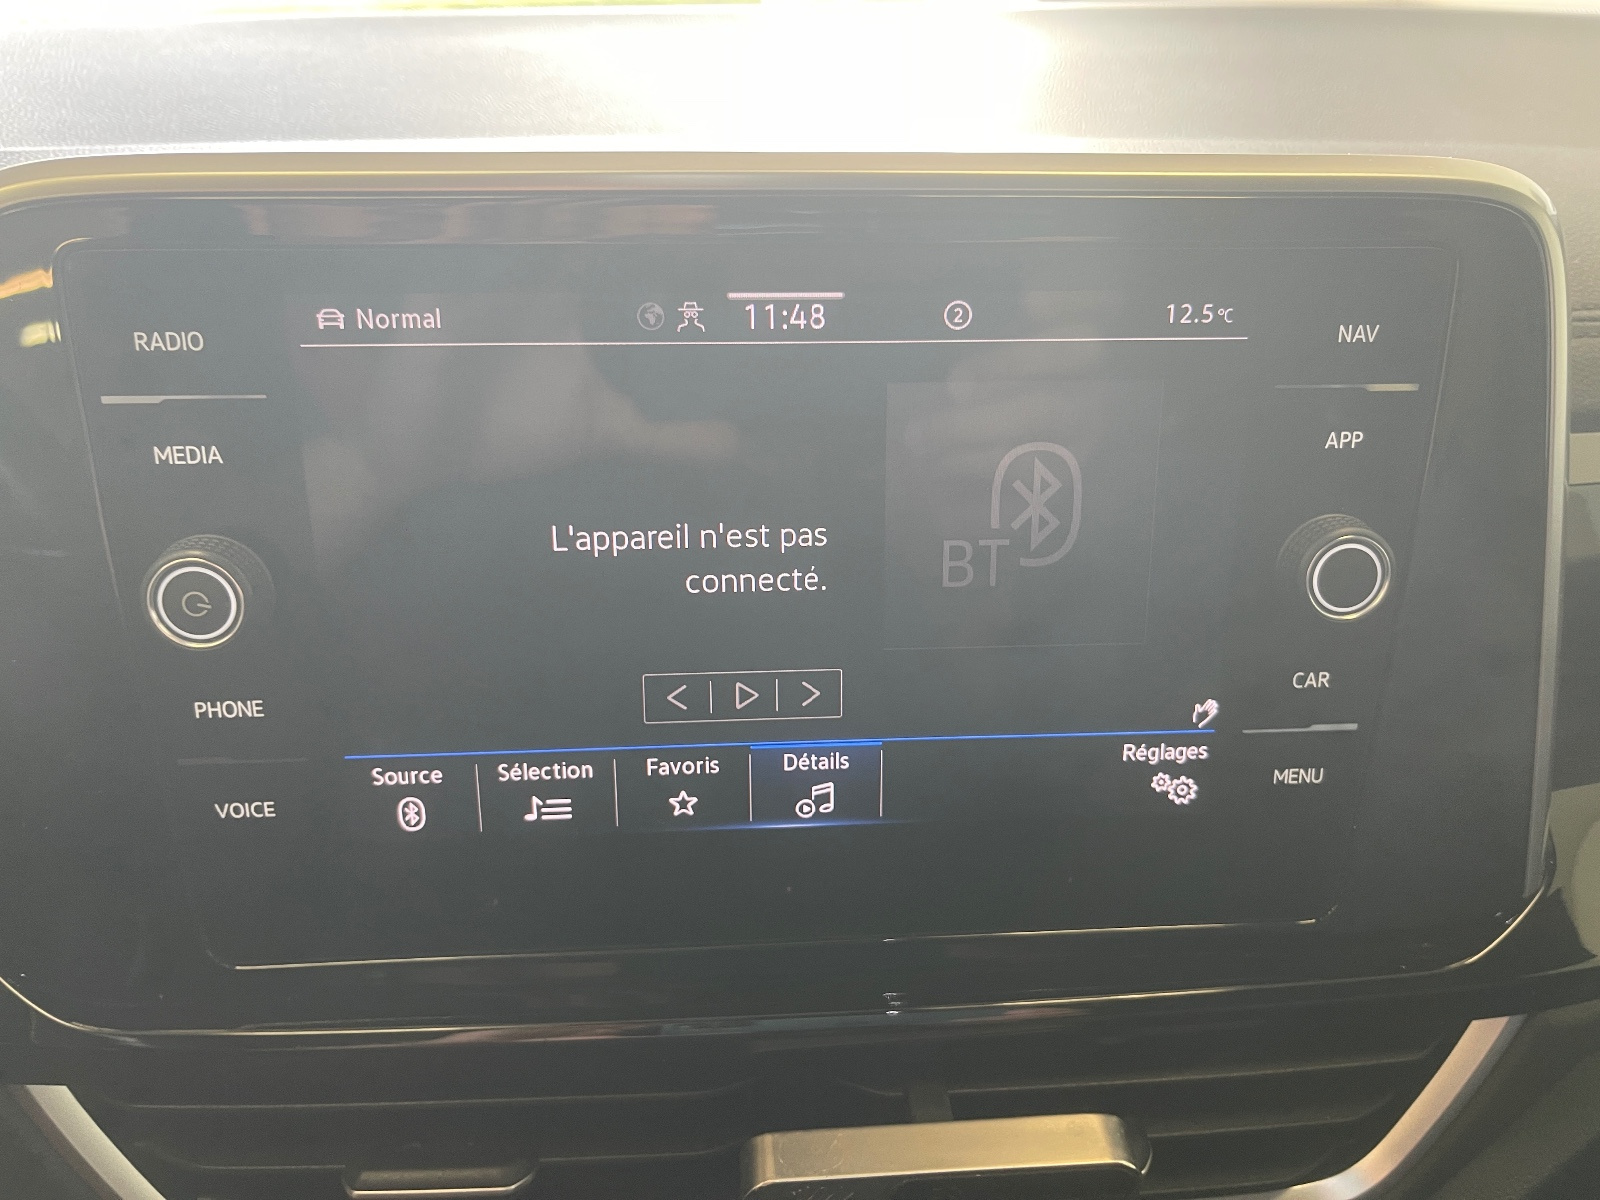 RADIO
Normal
11:48
2
12.5°C
NAV
MEDIA
APP
L'appareil n'est pas
connecté.
BT
PHONE
CAR
Source
Sélection
Favoris
Détails
Réglages
VOICE
MENU